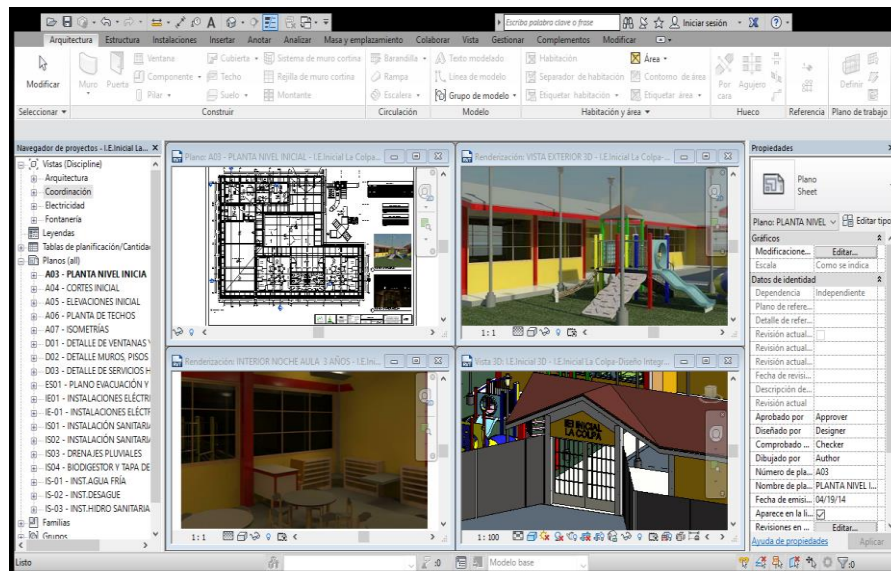 Escriba palabra clave o frase
Iniciar sesión
Arquitectura Estructura Instalaciones Insertar Anotar Analizar Masa y emplazamiento Colaborar Vista Gestionar Complementos Modificar
Modificar
Muro Puerta
Ventana
Componente
Pilar
Cubierta
Techo
Suelo
Sistema de muro cortina
Rejilla de muro cortina
Montante
Barandilla
Rampa
Escalera
Texto modelado
Línea de modelo
Grupo de modelo
Habitación
Separador de habitación
Etiquetar habitación
Área
Contorno de área
Etiquetar área
Por cara
Agujero
Definir
Seleccionar Construir Circulación Modelo Habitación y área Hueco Referencia Plano de trabajo
Navegador de proyectos - I.E.Inicial La...
Vistas (Discipline)
Arquitectura
Coordinación
Electricidad
Fontanería
Leyendas
Tablas de planificación/Cantida
Planos (all)
A03 - PLANTA NIVEL INICIA
A04 - CORTES INICIAL
A05 - ELEVACIONES INICIAL
A06 - PLANTA DE TECHOS
A07 - ISOMETRÍAS
D01 - DETALLE DE VENTANAS Y
D02 - DETALLE MUROS, PISOS
D03 - DETALLE DE SERVICIOS H
ES01 - PLANO EVACUACIÓN Y
IE01 - INSTALACIONES ELÉCTRI
IE-01 - INSTALACIONES ELÉCTF
IS01 - INSTALACIÓN SANITARIA
IS02 - INSTALACIÓN SANITARIA
IS03 - DRENAJES PLUVIALES
IS04 - BIODIGESTOR Y TAPA DE
IS-01 - INST.AGUA FRÍA
IS-02 - INST.DESAGUE
IS-03 - INST.HIDRO SANITARIA
Familias
Grupos
Plano: A03 - PLANTA NIVEL INICIAL - I.E.Inicial La Colpa...
Renderización: VISTA EXTERIOR 3D - I.E.Inicial La Colpa-...
1:1
Renderización: INTERIOR NOCHE AULA 3 AÑOS - I.E.Ini...
1:1
Vista 3D: I.E.Inicial 3D - I.E.Inicial La Colpa-Diseño Integr...
IEI INICIAL
LA COLPA
1:100
Propiedades
Plano
Sheet
Plano: PLANTA NIVEL Editar tipo
Gráficos
Modificacione... Editar...
Escala Como se indica
Datos de identidad
Dependencia Independiente
Plano de refere...
Detalle de refer...
Revisión actual...
Revisión actual...
Revisión actual...
Fecha de revisi...
Descripción de...
Revisión actual
Aprobado por Approver
Diseñado por Designer
Comprobado ... Checker
Dibujado por Author
Número de pla... A03
Nombre de pla... PLANTA NIVEL I...
Fecha de emisi... 04/19/14
Aparece en la li...
Revisiones en ... Editar...
Ayuda de propiedades Aplicar
Listo
:0
Modelo base
:0